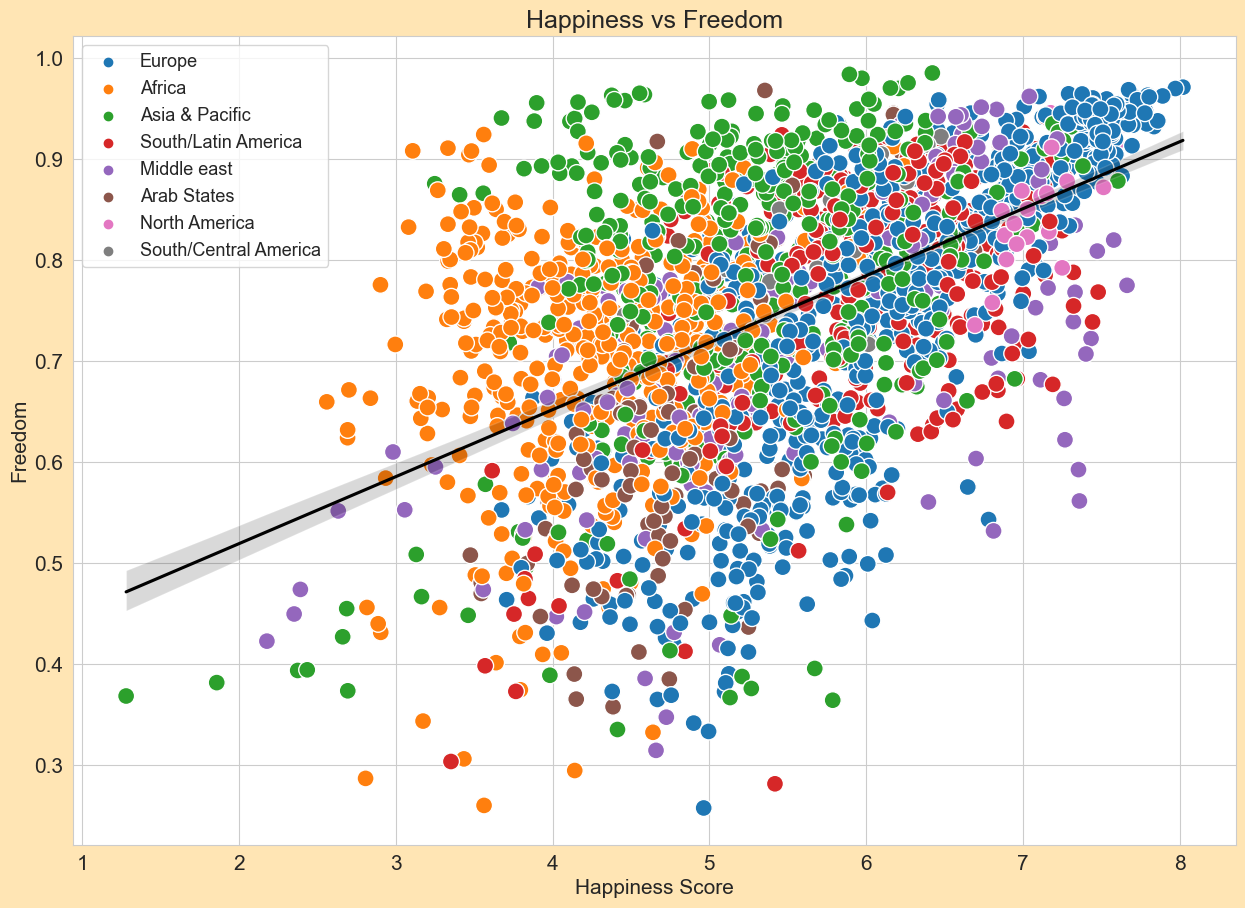 Happiness vs Freedom
Europe
Africa
Asia & Pacific
South/Latin America
Middle east
Arab States
North America
South/Central America
1.0
0.9
0.8
0.7
0.6
0.5
0.4
0.3
Freedom
1 2 3 4 5 6 7 8
Happiness Score